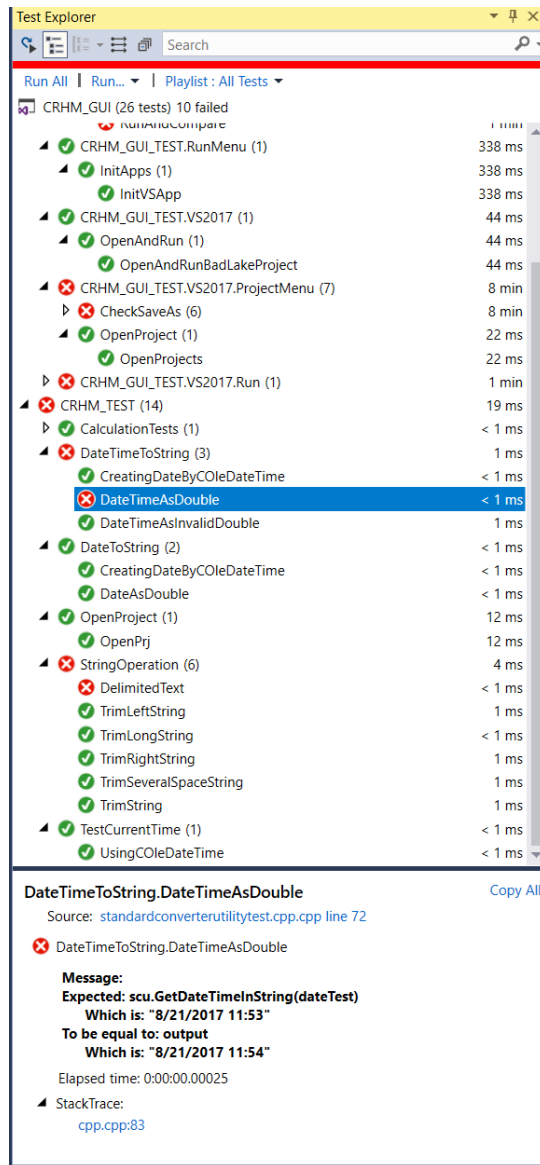 Test Explorer
Search
Run All | Run... | Playlist : All Tests
CRHM_GUI (26 tests) 10 failed
RunAndCompare 1 min
CRHM_GUI_TEST.RunMenu (1) 338 ms
InitApps (1) 338 ms
InitVSApp 338 ms
CRHM_GUI_TEST.VS2017 (1) 44 ms
OpenAndRun (1) 44 ms
OpenAndRunBadLakeProject 44 ms
CRHM_GUI_TEST.VS2017.ProjectMenu (7) 8 min
CheckSaveAs (6) 8 min
OpenProject (1) 22 ms
OpenProjects 22 ms
CRHM_GUI_TEST.VS2017.Run (1) 1 min
CRHM_TEST (14) 19 ms
CalculationTests (1) < 1 ms
DateTimeToString (3) 1 ms
CreatingDateByCOleDateTime < 1 ms
DateTimeAsDouble < 1 ms
DateTimeAsInvalidDouble 1 ms
DateToString (2) < 1 ms
CreatingDateByCOleDateTime < 1 ms
DateAsDouble < 1 ms
OpenProject (1) 12 ms
OpenPrj 12 ms
StringOperation (6) 4 ms
DelimitedText < 1 ms
TrimLeftString 1 ms
TrimLongString < 1 ms
TrimRightString 1 ms
TrimSeveralSpaceString 1 ms
TrimString 1 ms
TestCurrentTime (1) < 1 ms
UsingCOleDateTime < 1 ms
DateTimeToString.DateTimeAsDouble Copy All
Source: standardconverterutilitytest.cpp.cpp line 72
DateTimeToString.DateTimeAsDouble
Message:
Expected: scu.GetDateTimeInString(dateTest)
Which is: "8/21/2017 11:53"
To be equal to: output
Which is: "8/21/2017 11:54"
Elapsed time: 0:00:00.00025
StackTrace:
cpp.cpp:83